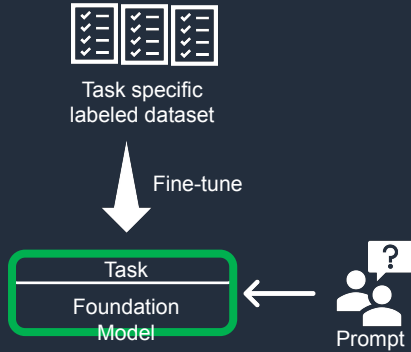 Task specific
labeled dataset
Fine-tune
Task
Foundation
Model
?
Prompt